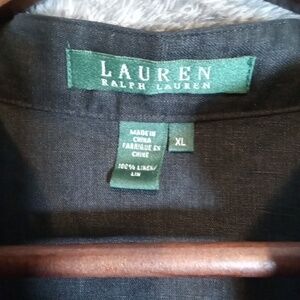 LAUREN
RALPH LAUREN
MADE IN
CHINA
FABRIQUE EN
CHINE
XL
100% LINEN/
LIN